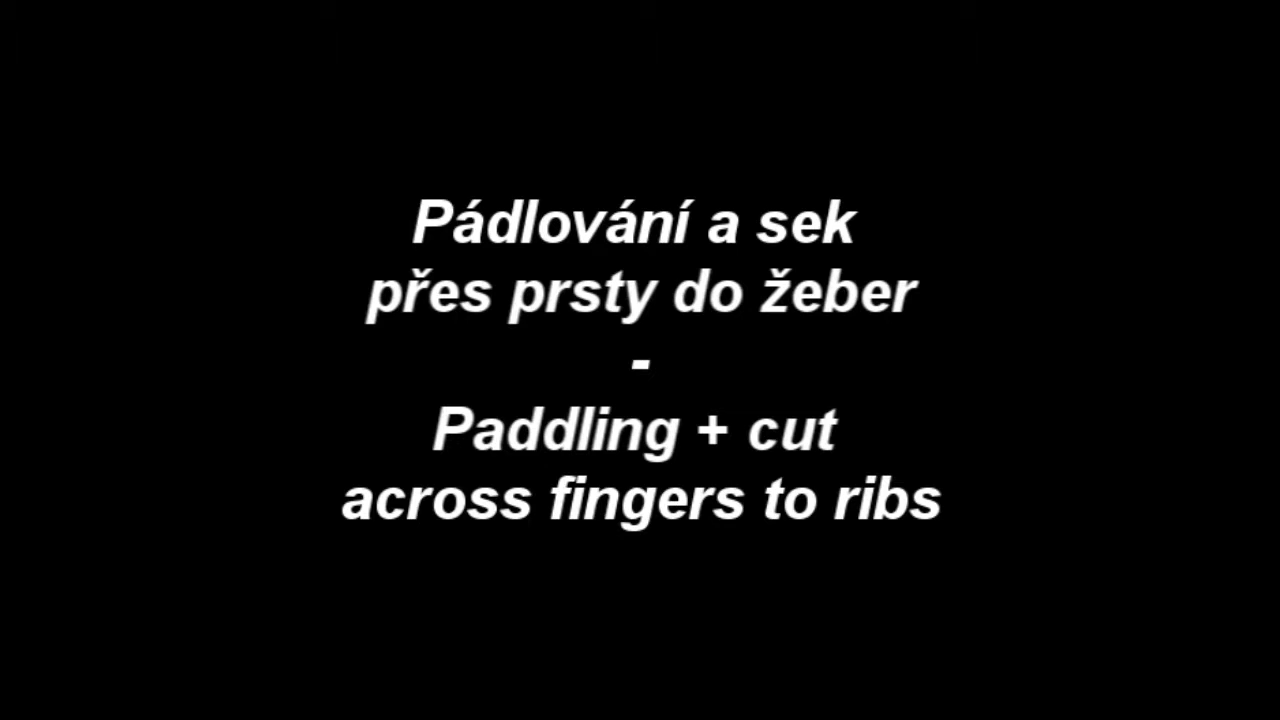 Pádlování a sek
přes prsty do žeber
-
Paddling + cut
across fingers to ribs